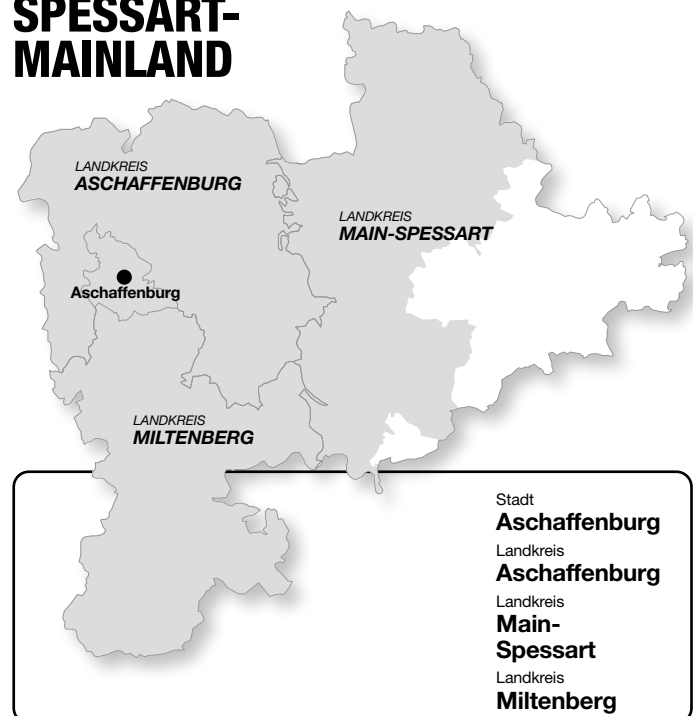 SPESSART-
MAINLAND
LANDKREIS
ASCHAFFENBURG
LANDKREIS
MAIN-SPESSART
Aschaffenburg
LANDKREIS
MILTENBERG
Stadt
Aschaffenburg
Landkreis
Aschaffenburg
Landkreis
Main-
Spessart
Landkreis
Miltenberg